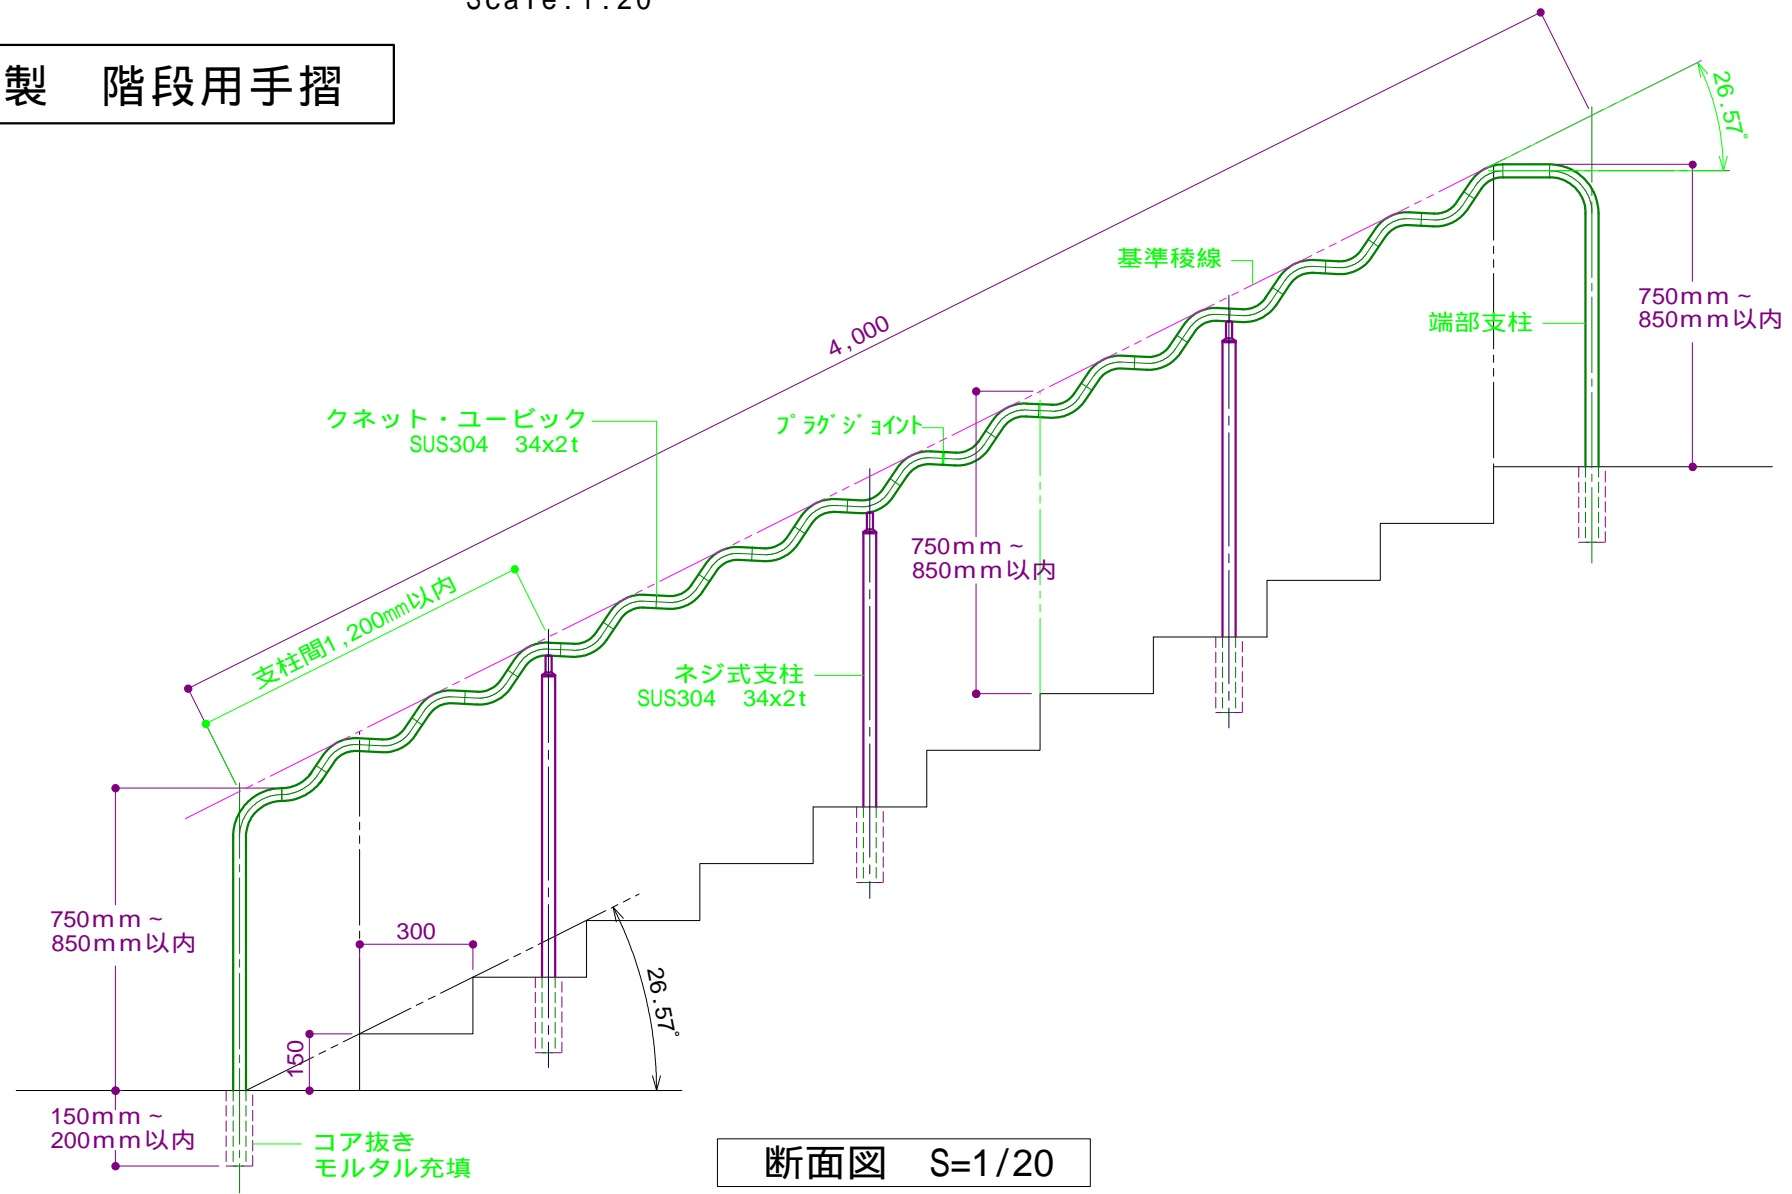 Scale:1:20
製　階段用手摺
26.57°
4,000
基準稜線
750mm～
850mm以内
端部支柱
クネット・ユービック
SUS304　34x2t
プラグジョイント
750mm～
850mm以内
支柱間1,200mm以内
ネジ式支柱
SUS304　34x2t
750mm～
850mm以内
300
26.57°
150
150mm～
200mm以内
コア抜き
モルタル充填
断面図　S=1/20